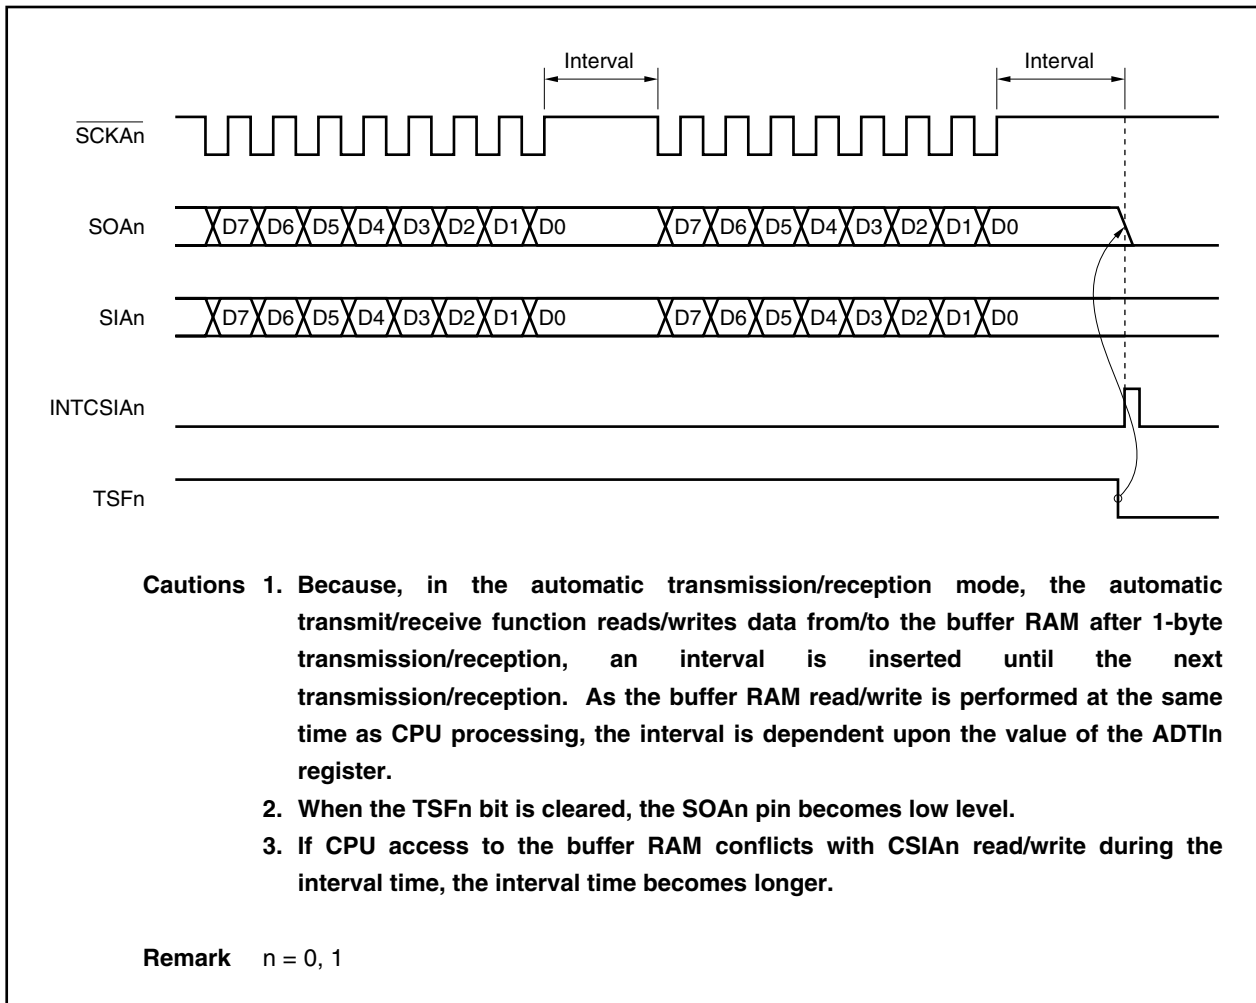 Interval Interval
SCKAn
SOAn D7 D6 D5 D4 D3 D2 D1 D0 D7 D6 D5 D4 D3 D2 D1 D0
SIAn D7 D6 D5 D4 D3 D2 D1 D0 D7 D6 D5 D4 D3 D2 D1 D0
INTCSIAn
TSFn
Cautions 1. Because, in the automatic transmission/reception mode, the automatic
transmit/receive function reads/writes data from/to the buffer RAM after 1-byte
transmission/reception, an interval is inserted until the next
transmission/reception. As the buffer RAM read/write is performed at the same
time as CPU processing, the interval is dependent upon the value of the ADTIn
register.
2. When the TSFn bit is cleared, the SOAn pin becomes low level.
3. If CPU access to the buffer RAM conflicts with CSIAn read/write during the
interval time, the interval time becomes longer.
Remark n = 0, 1